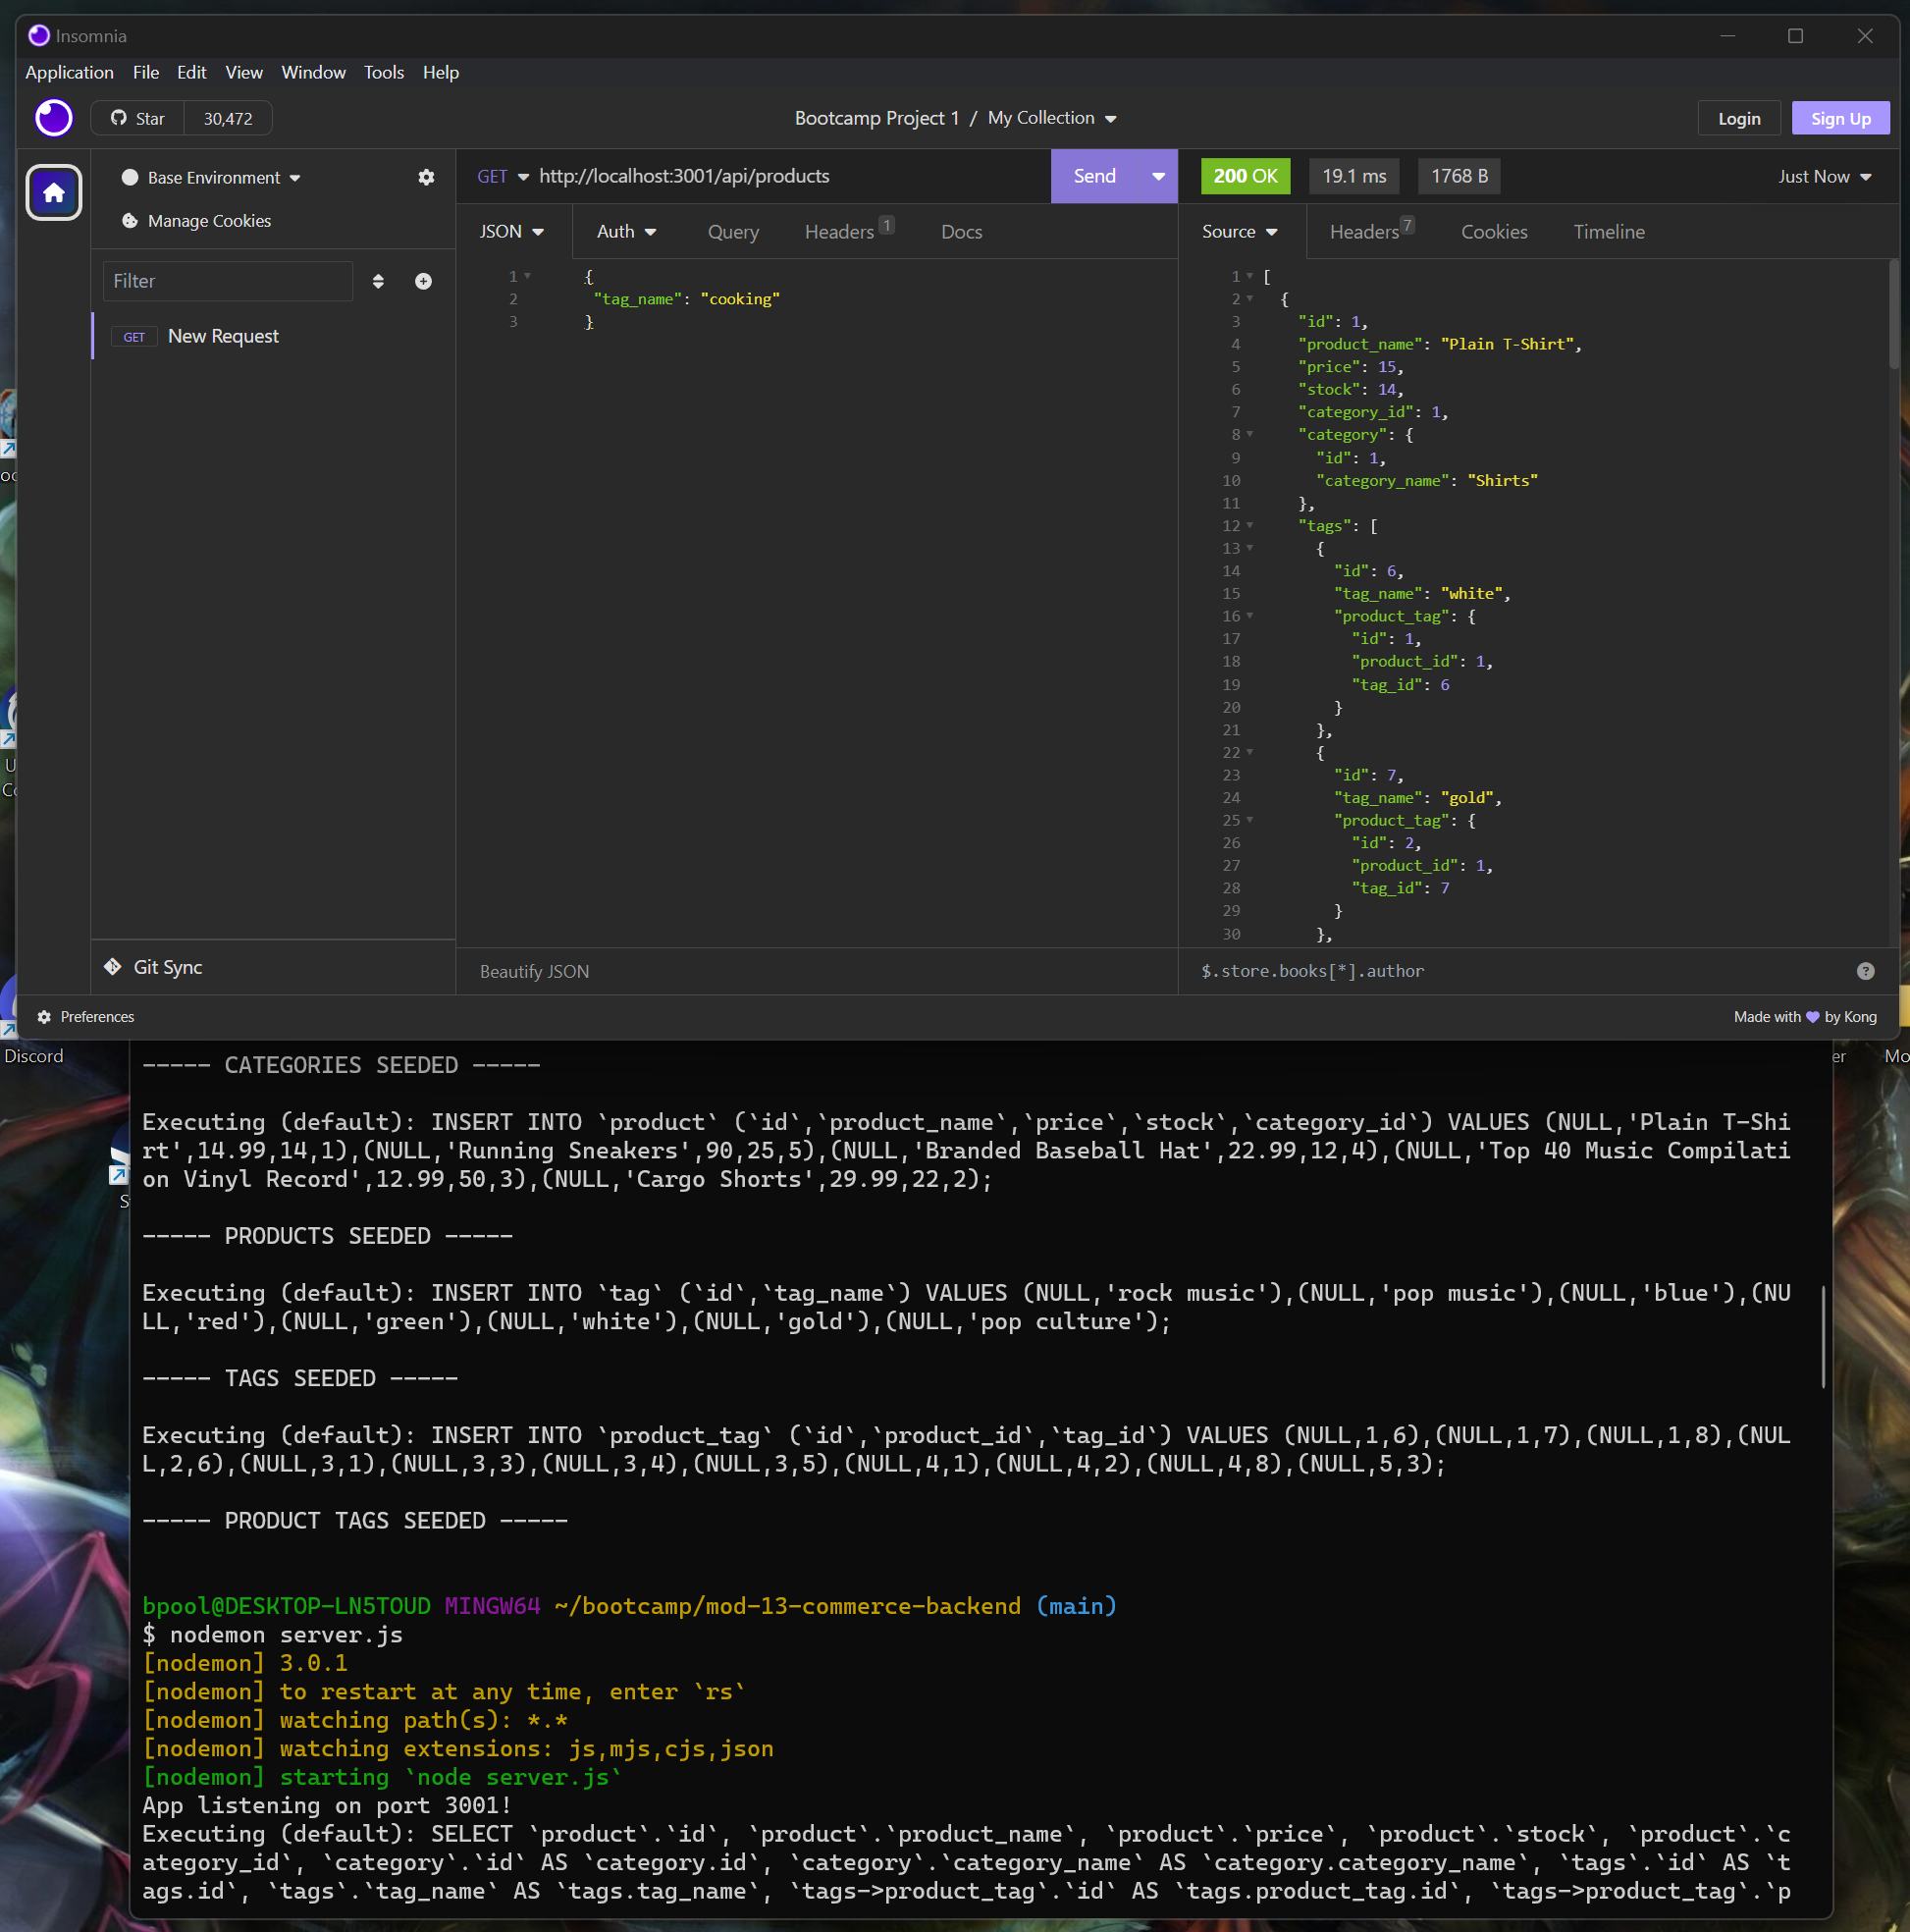 Insomnia
Application File Edit View Window Tools Help
Star 30,472
Bootcamp Project 1 / My Collection
Login Sign Up
Base Environment
Manage Cookies
Filter
GET New Request
Git Sync
Preferences
GET http://localhost:3001/api/products Send
JSON Auth Query Headers 1 Docs
1 {
2 "tag_name": "cooking"
3 }
Beautify JSON
200 OK 19.1 ms 1768 B Just Now
Source Headers 7 Cookies Timeline
1 [
2 {
3 "id": 1,
4 "product_name": "Plain T-Shirt",
5 "price": 15,
6 "stock": 14,
7 "category_id": 1,
8 "category": {
9 "id": 1,
10 "category_name": "Shirts"
11 },
12 "tags": [
13 {
14 "id": 6,
15 "tag_name": "white",
16 "product_tag": {
17 "id": 1,
18 "product_id": 1,
19 "tag_id": 6
20 }
21 },
22 {
23 "id": 7,
24 "tag_name": "gold",
25 "product_tag": {
26 "id": 2,
27 "product_id": 1,
28 "tag_id": 7
29 }
30 },
$.store.books[*].author
Made with by Kong
Discord
----- CATEGORIES SEEDED -----
Executing (default): INSERT INTO `product` (`id`,`product_name`,`price`,`stock`,`category_id`) VALUES (NULL,'Plain T-Shi
rt',14.99,14,1),(NULL,'Running Sneakers',90,25,5),(NULL,'Branded Baseball Hat',22.99,12,4),(NULL,'Top 40 Music Compilati
on Vinyl Record',12.99,50,3),(NULL,'Cargo Shorts',29.99,22,2);
----- PRODUCTS SEEDED -----
Executing (default): INSERT INTO `tag` (`id`,`tag_name`) VALUES (NULL,'rock music'),(NULL,'pop music'),(NULL,'blue'),(NU
LL,'red'),(NULL,'green'),(NULL,'white'),(NULL,'gold'),(NULL,'pop culture');
----- TAGS SEEDED -----
Executing (default): INSERT INTO `product_tag` (`id`,`product_id`,`tag_id`) VALUES (NULL,1,6),(NULL,1,7),(NULL,1,8),(NUL
L,2,6),(NULL,3,1),(NULL,3,3),(NULL,3,4),(NULL,3,5),(NULL,4,1),(NULL,4,2),(NULL,4,8),(NULL,5,3);
----- PRODUCT TAGS SEEDED -----
bpool@DESKTOP-LN5TOUD MINGW64 ~/bootcamp/mod-13-commerce-backend (main)
$ nodemon server.js
[nodemon] 3.0.1
[nodemon] to restart at any time, enter `rs`
[nodemon] watching path(s): *.*
[nodemon] watching extensions: js,mjs,cjs,json
[nodemon] starting `node server.js`
App listening on port 3001!
Executing (default): SELECT `product`.`id`, `product`.`product_name`, `product`.`price`, `product`.`stock`, `product`.`c
ategory_id`, `category`.`id` AS `category.id`, `category`.`category_name` AS `category.category_name`, `tags`.`id` AS `t
ags.id`, `tags`.`tag_name` AS `tags.tag_name`, `tags->product_tag`.`id` AS `tags.product_tag.id`, `tags->product_tag`.`p